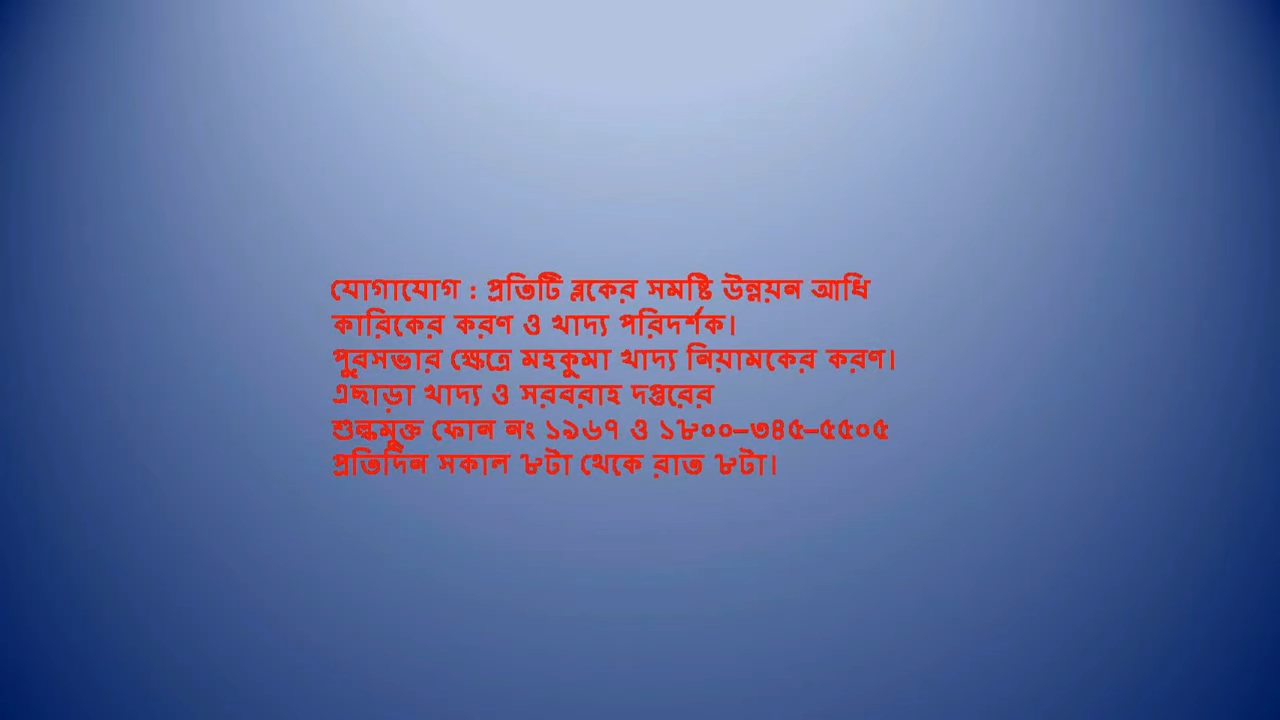 যোগাযোগ : প্রতিটি ব্লকের সমষ্টি উন্নয়ন আধি
কারিকের করণ ও খাদ্য পরিদর্শক।
পুরসভার ক্ষেত্রে মহকুমা খাদ্য নিয়ামকের করণ।
এছাড়া খাদ্য ও সরবরাহ দপ্তরের
শুল্কমুক্ত ফোন নং ১৯৬৭ ও ১৮০০-৩৪৫-৫৫০৫
প্রতিদিন সকাল ৮টা থেকে রাত ৮টা।